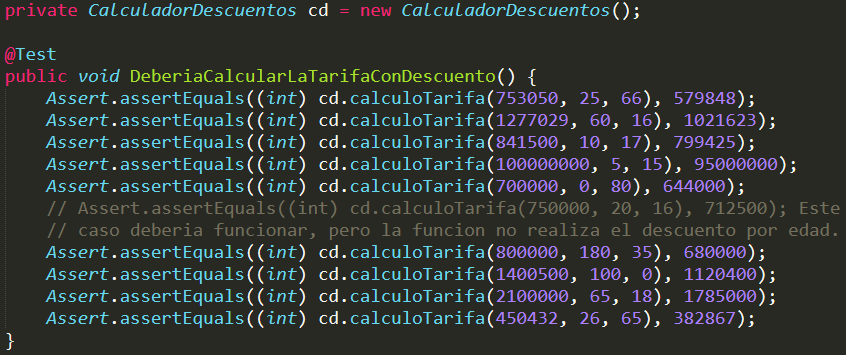 private CalculadorDescuentos cd = new CalculadorDescuentos();
@Test
public void DeberiaCalcularLaTarifaConDescuento() {
Assert.assertEquals((int) cd.calculoTarifa(753050, 25, 66), 579848);
Assert.assertEquals((int) cd.calculoTarifa(1277029, 60, 16), 1021623);
Assert.assertEquals((int) cd.calculoTarifa(841500, 10, 17), 799425);
Assert.assertEquals((int) cd.calculoTarifa(100000000, 5, 15), 95000000);
Assert.assertEquals((int) cd.calculoTarifa(700000, 0, 80), 644000);
// Assert.assertEquals((int) cd.calculoTarifa(750000, 20, 16), 712500); Este
// caso deberia funcionar, pero la funcion no realiza el descuento por edad.
Assert.assertEquals((int) cd.calculoTarifa(800000, 180, 35), 680000);
Assert.assertEquals((int) cd.calculoTarifa(1400500, 100, 0), 1120400);
Assert.assertEquals((int) cd.calculoTarifa(2100000, 65, 18), 1785000);
Assert.assertEquals((int) cd.calculoTarifa(450432, 26, 65), 382867);
}